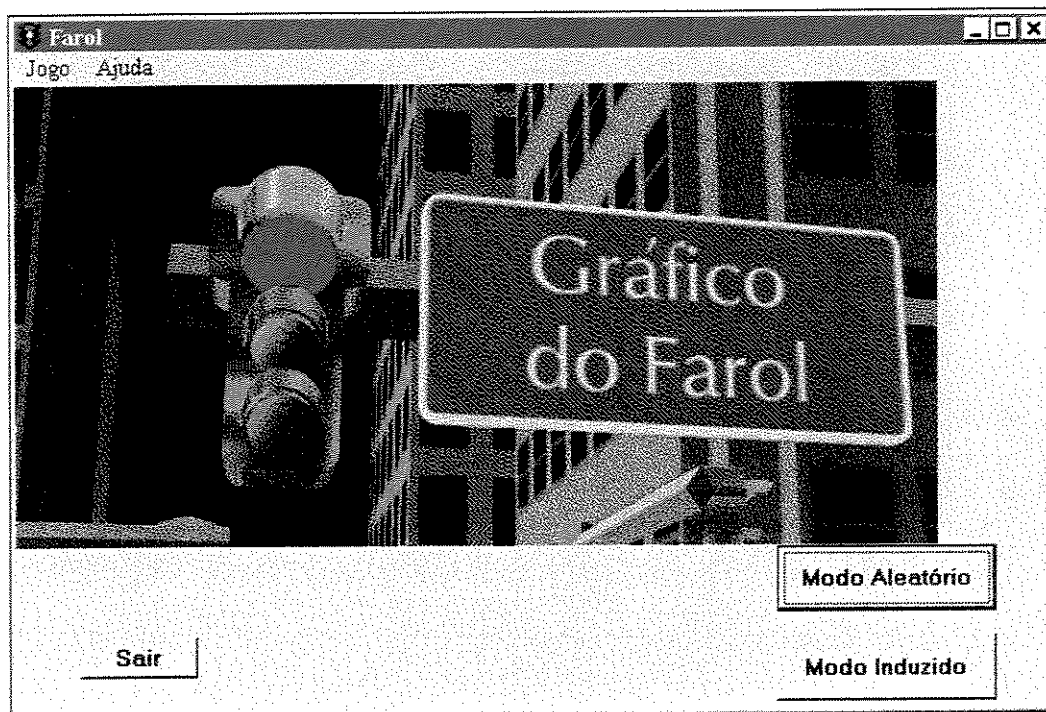 Farol
Jogo Ajuda
Gráfico
do Farol
Modo Aleatório
Sair
Modo Induzido